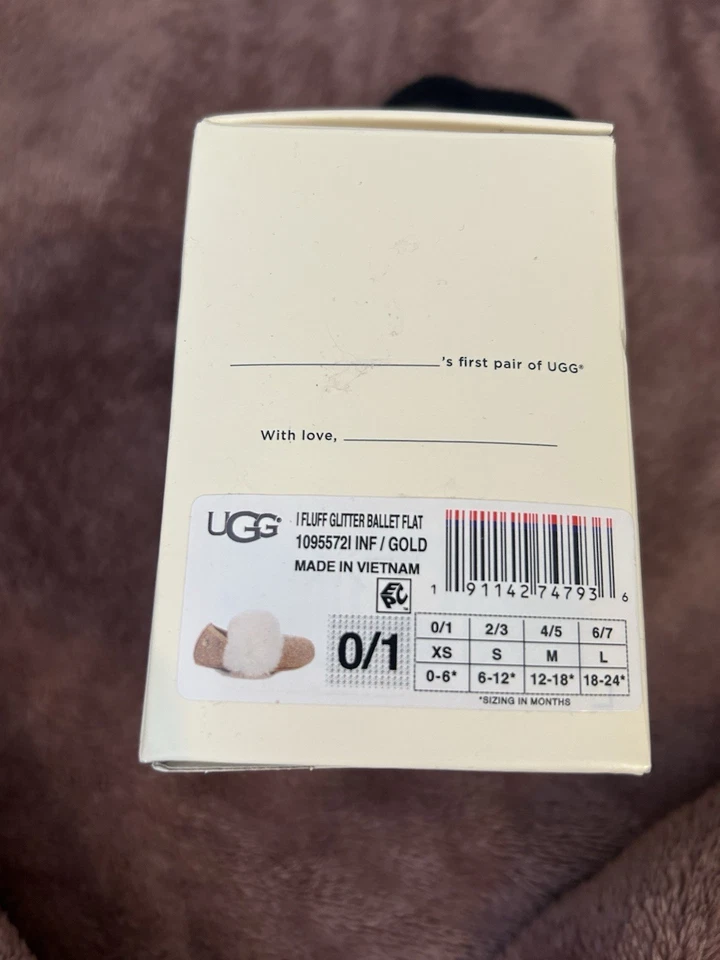 's first pair of UGG®
With love,
UGG® I FLUFF GLITTER BALLET FLAT
1095572I INF / GOLD
MADE IN VIETNAM
EPC™
1 91142 74793 6
0/1
0/1 2/3 4/5 6/7
XS S M L
0-6* 6-12* 12-18* 18-24*
*SIZING IN MONTHS